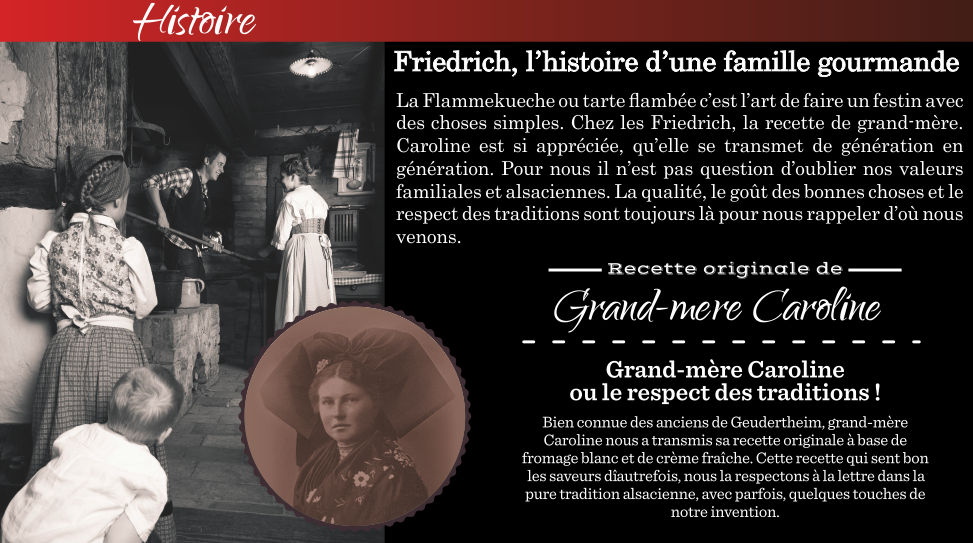 Histoire
Friedrich, l’histoire d’une famille gourmande
La Flammekueche ou tarte flambée c’est l’art de faire un festin avec
des choses simples. Chez les Friedrich, la recette de grand-mère.
Caroline est si appréciée, qu’elle se transmet de génération en
génération. Pour nous il n’est pas question d’oublier nos valeurs
familiales et alsaciennes. La qualité, le goût des bonnes choses et le
respect des traditions sont toujours là pour nous rappeler d’où nous
venons.
Recette originale de
Grand-mere Caroline
Grand-mère Caroline
ou le respect des traditions !
Bien connue des anciens de Geudertheim, grand-mère
Caroline nous a transmis sa recette originale à base de
fromage blanc et de crème fraîche. Cette recette qui sent bon
les saveurs dîautrefois, nous la respectons à la lettre dans la
pure tradition alsacienne, avec parfois, quelques touches de
notre invention.